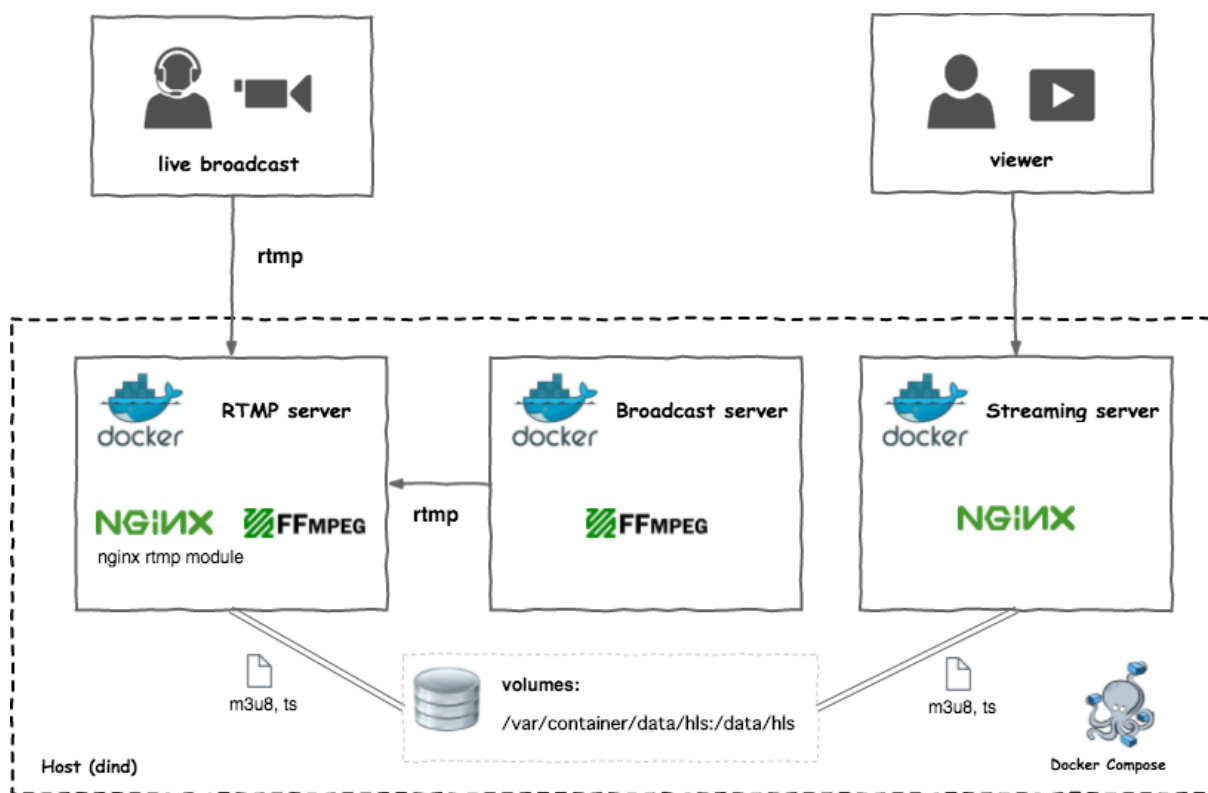 live broadcast
viewer
rtmp
docker
RTMP server
docker
Broadcast server
docker
Streaming server
NGiNX
FFMPEG
nginx rtmp module
rtmp
FFMPEG
NGiNX
m3u8, ts
volumes:
/var/container/data/hls:/data/hls
m3u8, ts
Host (dind)
Docker Compose